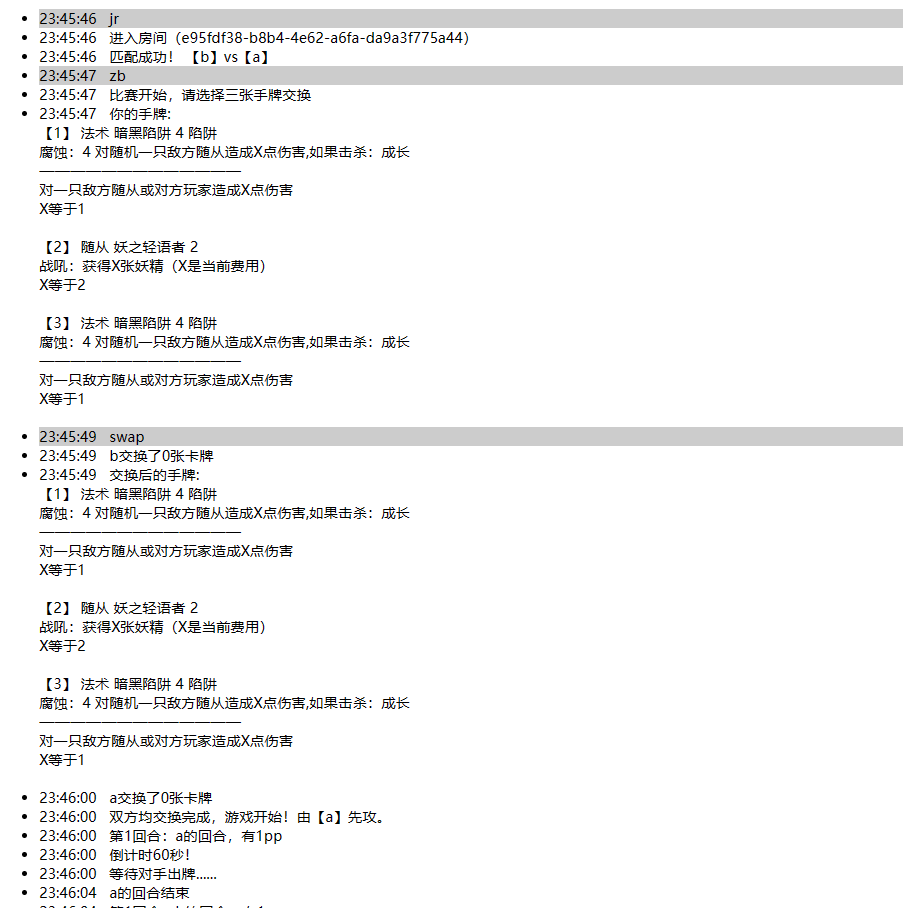 23:45:46 jr
23:45:46 进入房间（e95fdf38-b8b4-4e62-a6fa-da9a3f775a44）
23:45:46 匹配成功！ 【b】vs【a】
23:45:47 zb
23:45:47 比赛开始，请选择三张手牌交换
23:45:47 你的手牌:
【1】 法术 暗黑陷阱 4 陷阱
腐蚀：4 对随机一只敌方随从造成X点伤害,如果击杀：成长
———————————————
对一只敌方随从或对方玩家造成X点伤害
X等于1
【2】 随从 妖之轻语者 2
战吼：获得X张妖精（X是当前费用）
X等于2
【3】 法术 暗黑陷阱 4 陷阱
腐蚀：4 对随机一只敌方随从造成X点伤害,如果击杀：成长
———————————————
对一只敌方随从或对方玩家造成X点伤害
X等于1
23:45:49 swap
23:45:49 b交换了0张卡牌
23:45:49 交换后的手牌:
【1】 法术 暗黑陷阱 4 陷阱
腐蚀：4 对随机一只敌方随从造成X点伤害,如果击杀：成长
———————————————
对一只敌方随从或对方玩家造成X点伤害
X等于1
【2】 随从 妖之轻语者 2
战吼：获得X张妖精（X是当前费用）
X等于2
【3】 法术 暗黑陷阱 4 陷阱
腐蚀：4 对随机一只敌方随从造成X点伤害,如果击杀：成长
———————————————
对一只敌方随从或对方玩家造成X点伤害
X等于1
23:46:00 a交换了0张卡牌
23:46:00 双方均交换完成，游戏开始！由【a】先攻。
23:46:00 第1回合：a的回合，有1pp
23:46:00 倒计时60秒！
23:46:00 等待对手出牌......
23:46:04 a的回合结束